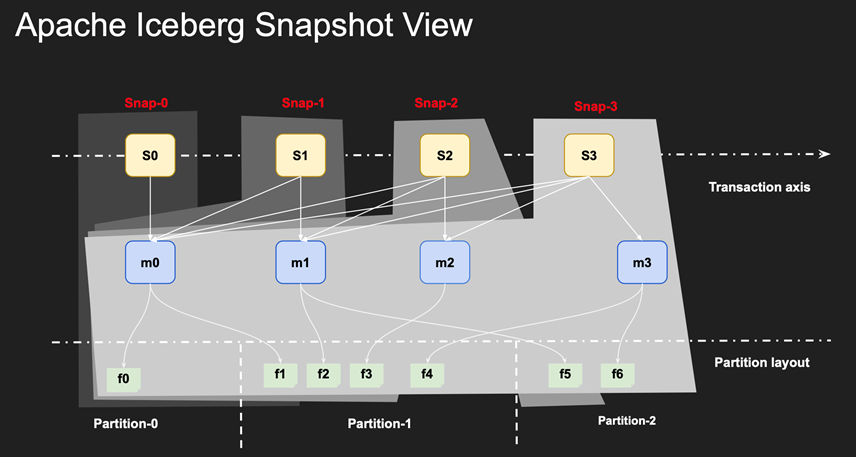 Apache Iceberg Snapshot View
Snap-0 Snap-1 Snap-2 Snap-3
S0 S1 S2 S3
Transaction axis
m0 m1 m2 m3
Partition layout
f0 f1 f2 f3 f4 f5 f6
Partition-0 Partition-1 Partition-2